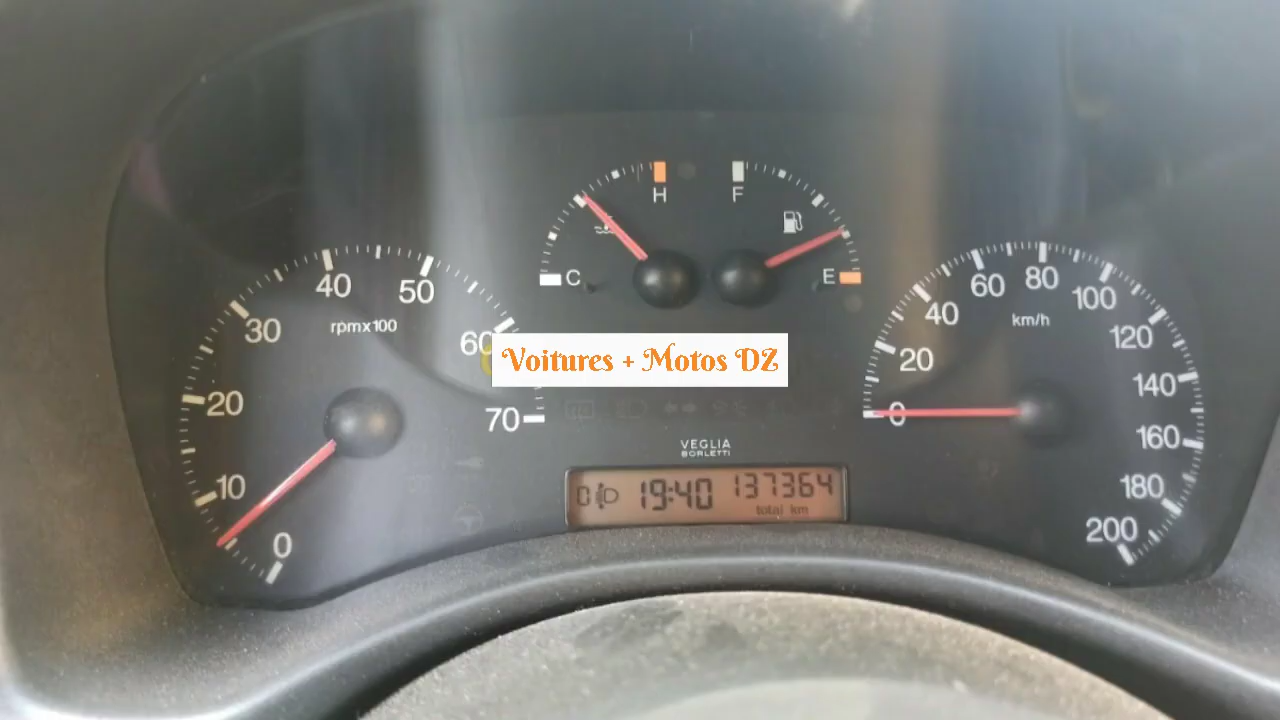 H F
C E
40 50
30 rpmx100 60
20
70
10
0
60 80
40 100
km/h
20 120
0 140
160
180
200
Voitures + Motos DZ
VEGLIA
BORLETTI
0 19:40 137364
total km